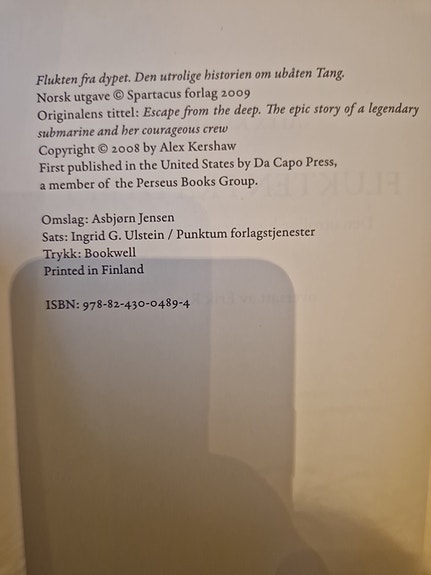 Flukten fra dypet. Den utrolige historien om ubåten Tang.
Norsk utgave © Spartacus forlag 2009
Originalens tittel: Escape from the deep. The epic story of a legendary
submarine and her courageous crew
Copyright © 2008 by Alex Kershaw
First published in the United States by Da Capo Press,
a member of the Perseus Books Group.
Omslag: Asbjørn Jensen
Sats: Ingrid G. Ulstein / Punktum forlagstjenester
Trykk: Bookwell
Printed in Finland
ISBN: 978-82-430-0489-4